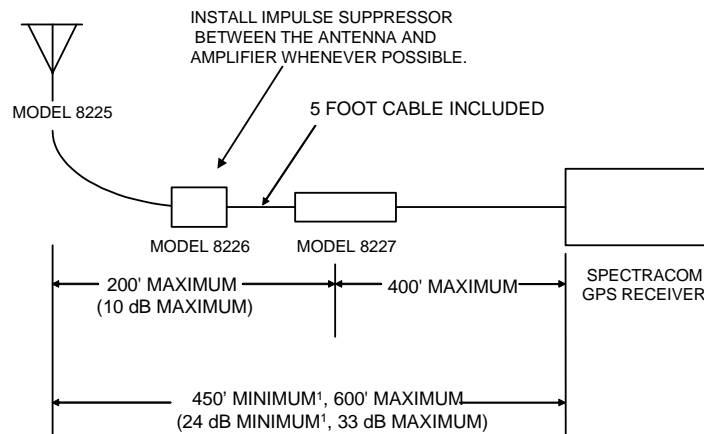 INSTALL IMPULSE SUPPRESSOR
BETWEEN THE ANTENNA AND
AMPLIFIER WHENEVER POSSIBLE.
MODEL 8225
5 FOOT CABLE INCLUDED
MODEL 8226
MODEL 8227
SPECTRACOM
GPS RECEIVER
200' MAXIMUM
(10 dB MAXIMUM)
400' MAXIMUM
450' MINIMUM¹, 600' MAXIMUM
(24 dB MINIMUM¹, 33 dB MAXIMUM)